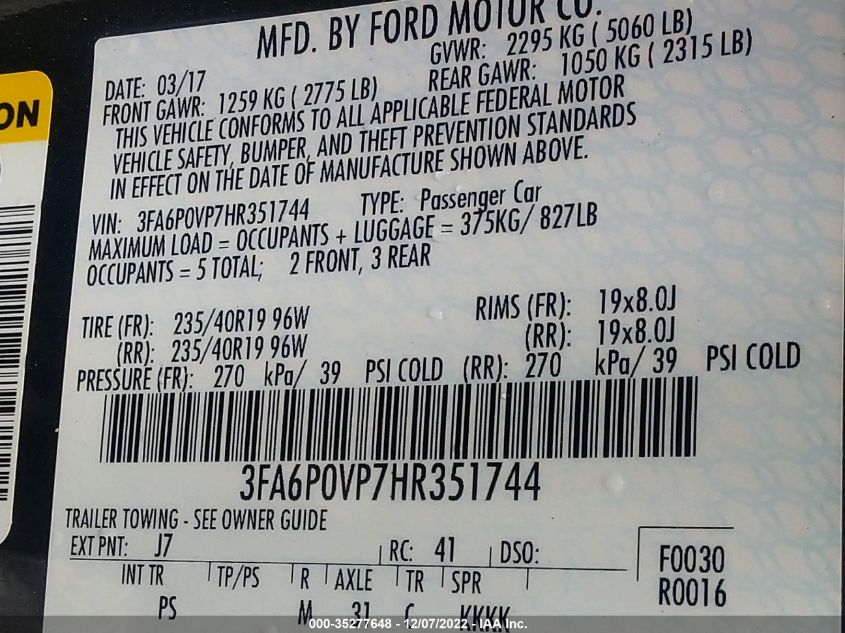 MFD. BY FORD MOTOR CO.
DATE: 03/17 GVWR: 2295 KG ( 5060 LB)
FRONT GAWR: 1259 KG ( 2775 LB) REAR GAWR: 1050 KG ( 2315 LB)
THIS VEHICLE CONFORMS TO ALL APPLICABLE FEDERAL MOTOR
VEHICLE SAFETY, BUMPER, AND THEFT PREVENTION STANDARDS
IN EFFECT ON THE DATE OF MANUFACTURE SHOWN ABOVE.
VIN: 3FA6P0VP7HR351744 TYPE: Passenger Car
MAXIMUM LOAD = OCCUPANTS + LUGGAGE = 375KG/ 827LB
OCCUPANTS = 5 TOTAL; 2 FRONT, 3 REAR
TIRE (FR): 235/40R19 96W RIMS (FR): 19x8.0J
(RR): 235/40R19 96W (RR): 19x8.0J
PRESSURE (FR): 270 kPa/ 39 PSI COLD (RR): 270 kPa/ 39 PSI COLD
3FA6P0VP7HR351744
TRAILER TOWING - SEE OWNER GUIDE
EXT PNT: J7 RC: 41 DSO: F0030
INT TR TP/PS R AXLE TR SPR R0016
PS M 31 C KKKK
ON
000-35277648 - 12/07/2022 - IAA Inc.